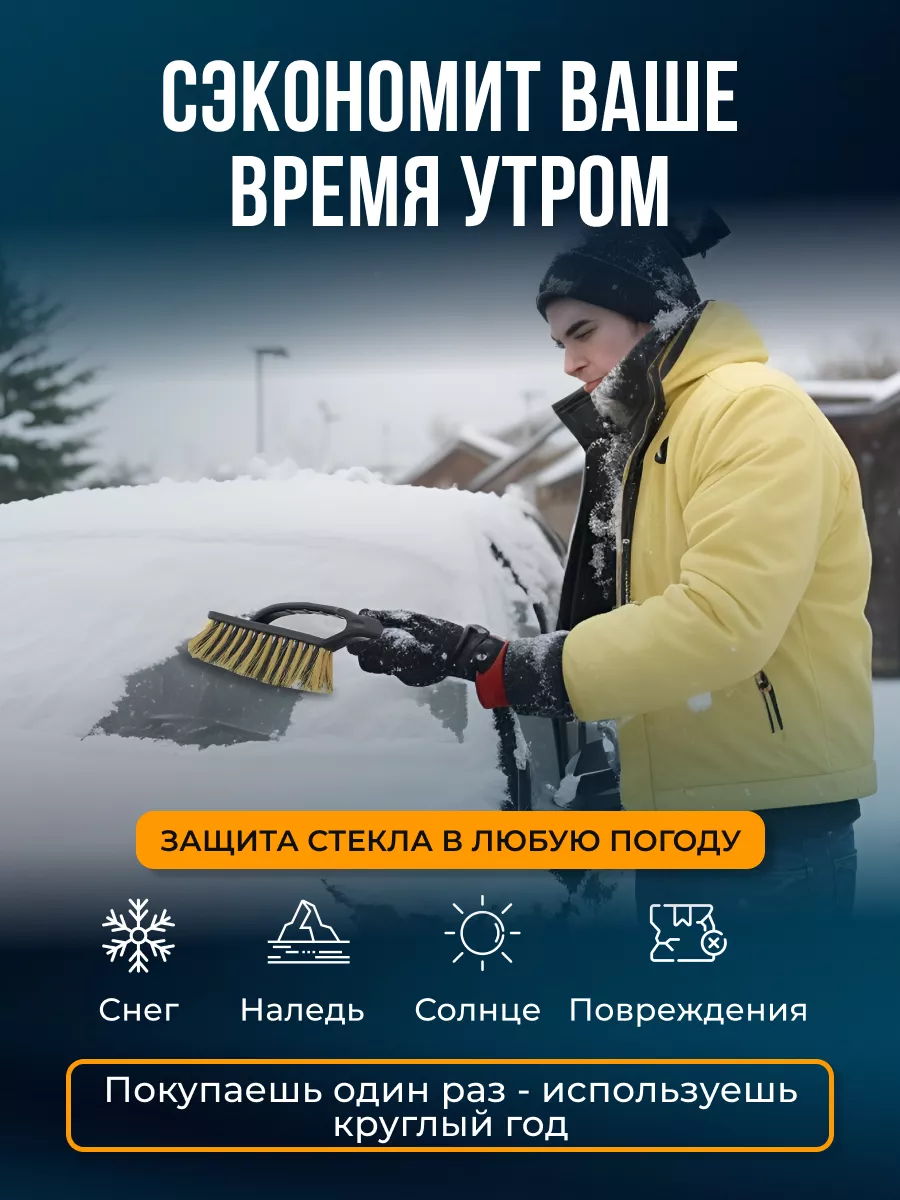 СЭКОНОМИТ ВАШЕ
ВРЕМЯ УТРОМ
ЗАЩИТА СТЕКЛА В ЛЮБУЮ ПОГОДУ
Снег
Наледь
Солнце
Повреждения
Покупаешь один раз - используешь
круглый год